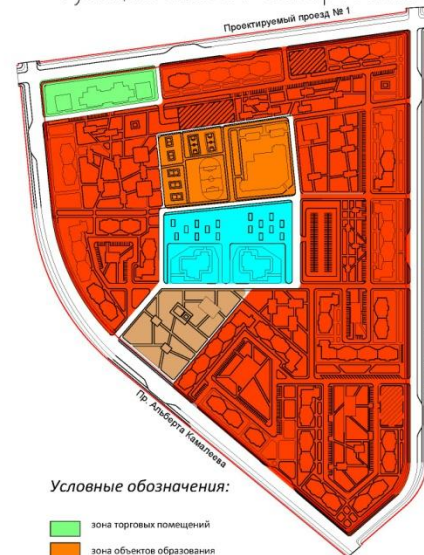 Проектируемый проезд № 1
Пр. Альберта Камалеева
Условные обозначения:
зона торговых помещений
зона объектов образования